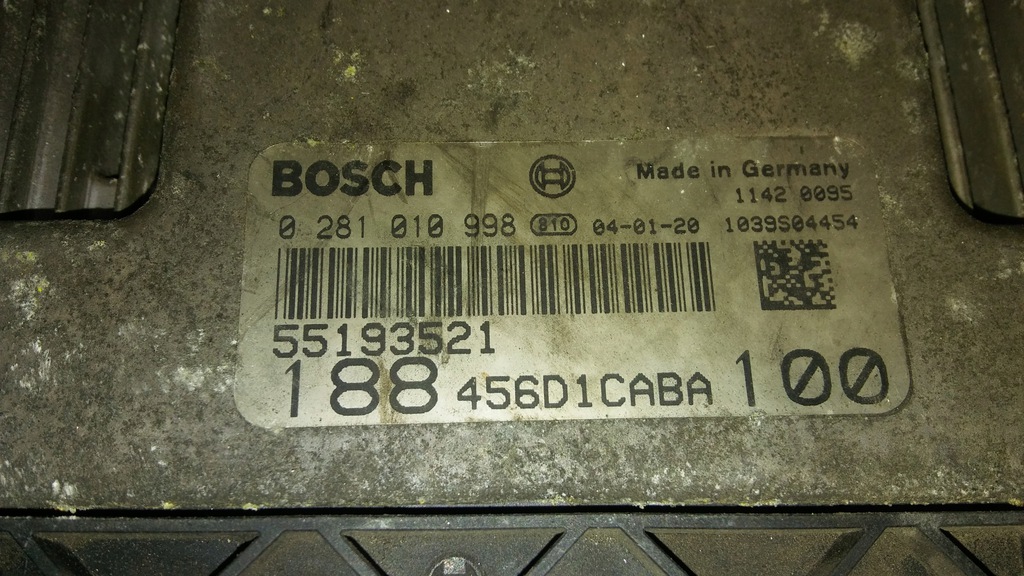 BOSCH Made in Germany
1142 0095
0 281 010 998 810 04-01-20 1039S04454
55193521
188 456D1CABA 100